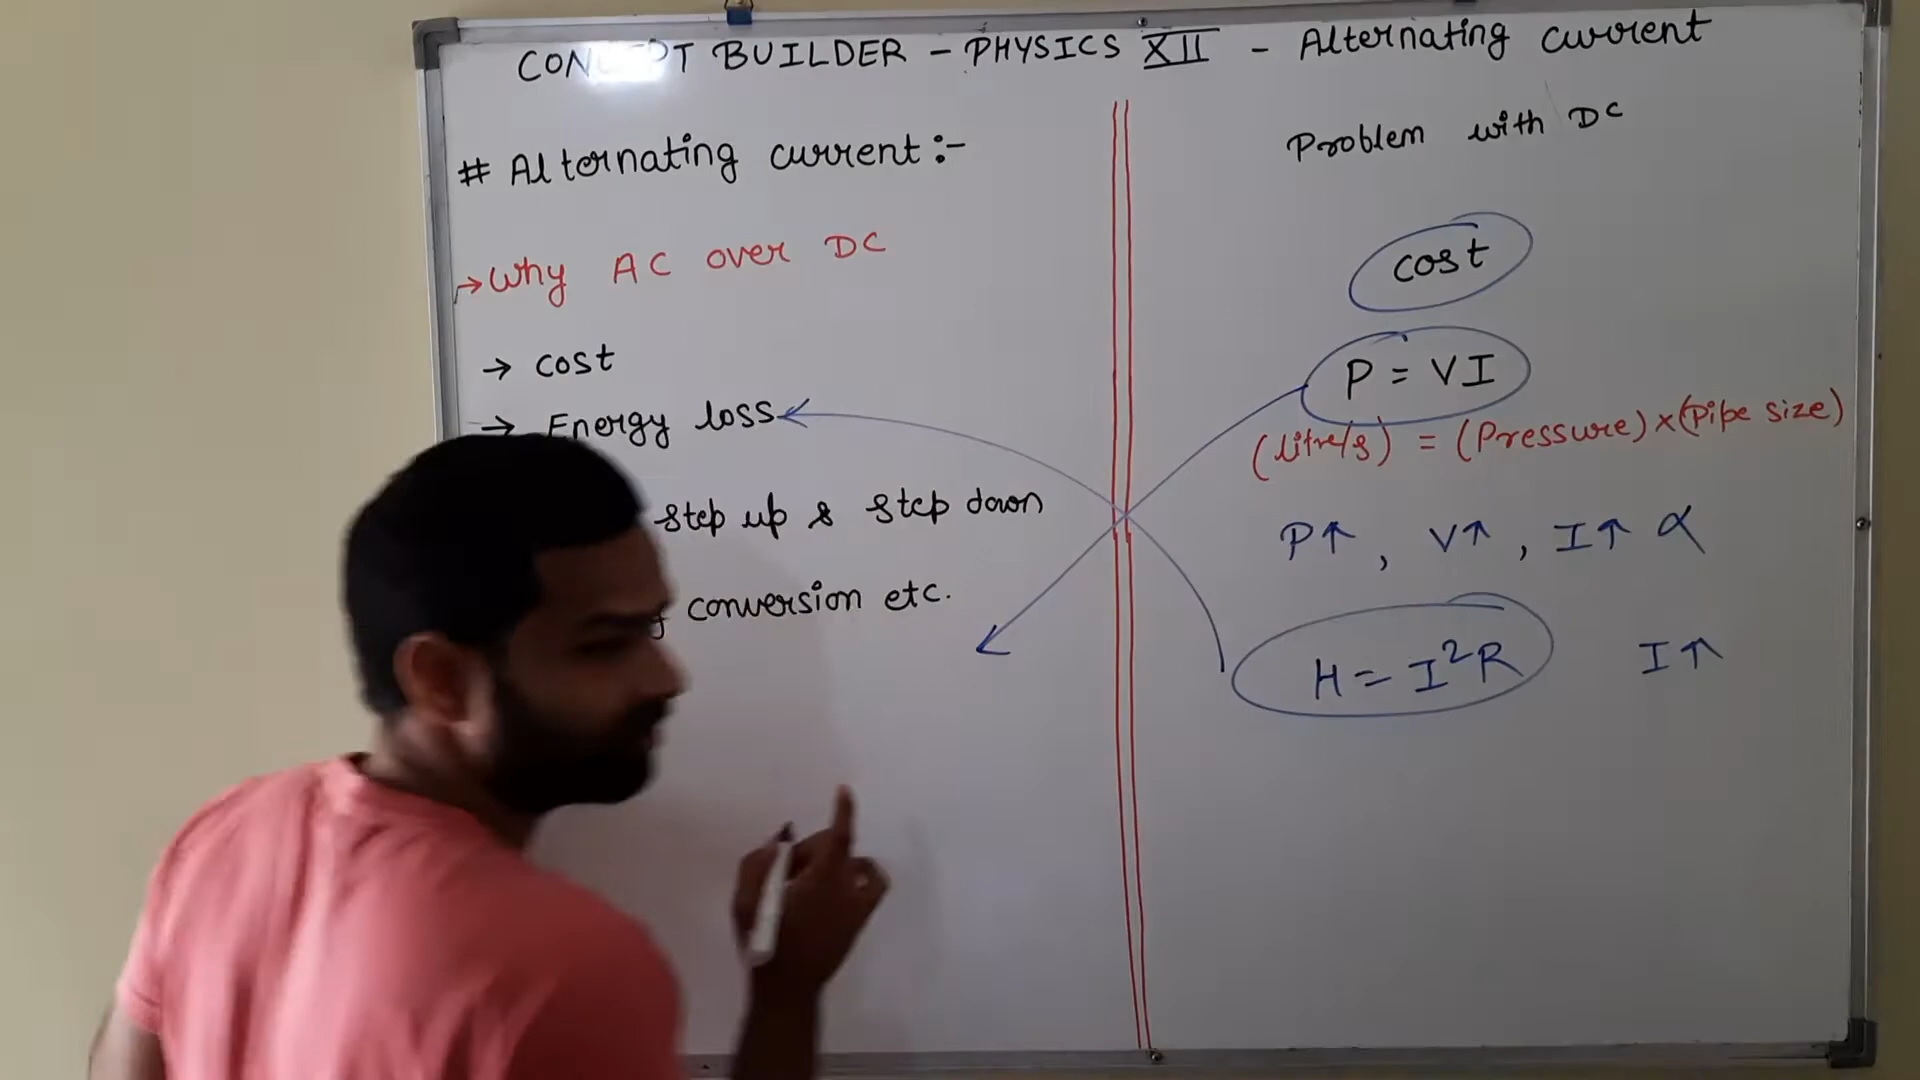 CONCEPT BUILDER - PHYSICS XII - Alternating current
# Alternating current :-
→ Why AC over DC
→ cost
→ Energy loss
step up & step down
conversion etc.
Problem with DC
cost
P = VI
(litre/s) = (Pressure) × (Pipe size)
P↑ , V↑ , I↑ α
H = I²R I↑